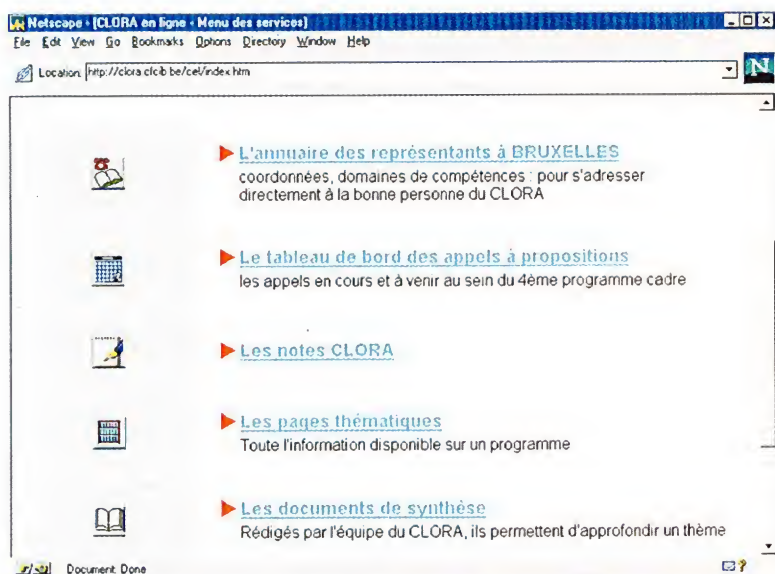 Netscape - [CLORA en ligne - Menu des services]
File Edit View Go Bookmarks Options Directory Window Help
Location: http://clora.cfcib.be/cel/index.htm
N
L'annuaire des représentants à BRUXELLES
coordonnées, domaines de compétences : pour s'adresser
directement à la bonne personne du CLORA
Le tableau de bord des appels à propositions
les appels en cours et à venir au sein du 4ème programme cadre
Les notes CLORA
Les pages thématiques
Toute l'information disponible sur un programme
Les documents de synthèse
Rédigés par l'équipe du CLORA, ils permettent d'approfondir un thème
Document: Done